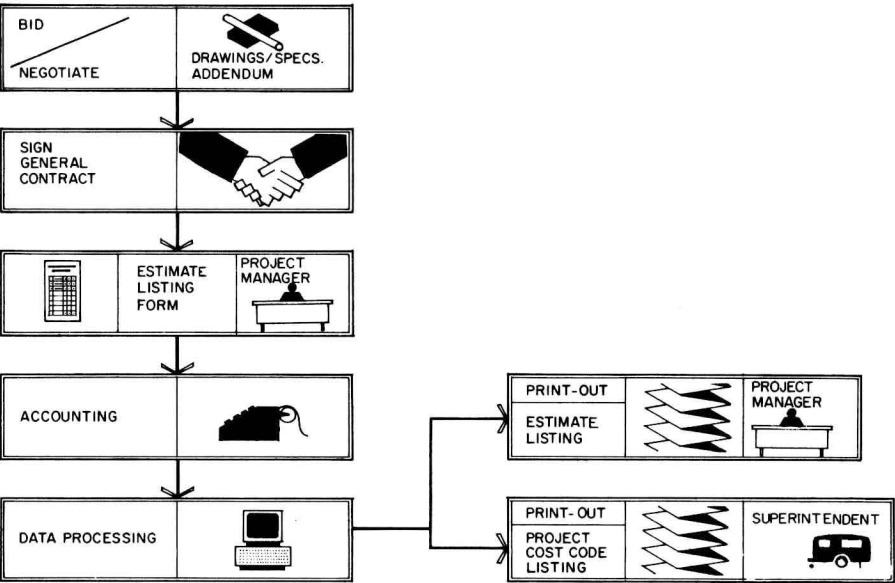 BID
NEGOTIATE
DRAWINGS/SPECS.
ADDENDUM
SIGN
GENERAL
CONTRACT
ESTIMATE
LISTING
FORM
PROJECT
MANAGER
ACCOUNTING
DATA PROCESSING
PRINT-OUT
ESTIMATE
LISTING
PROJECT
MANAGER
PRINT-OUT
PROJECT
COST CODE
LISTING
SUPERINTENDENT